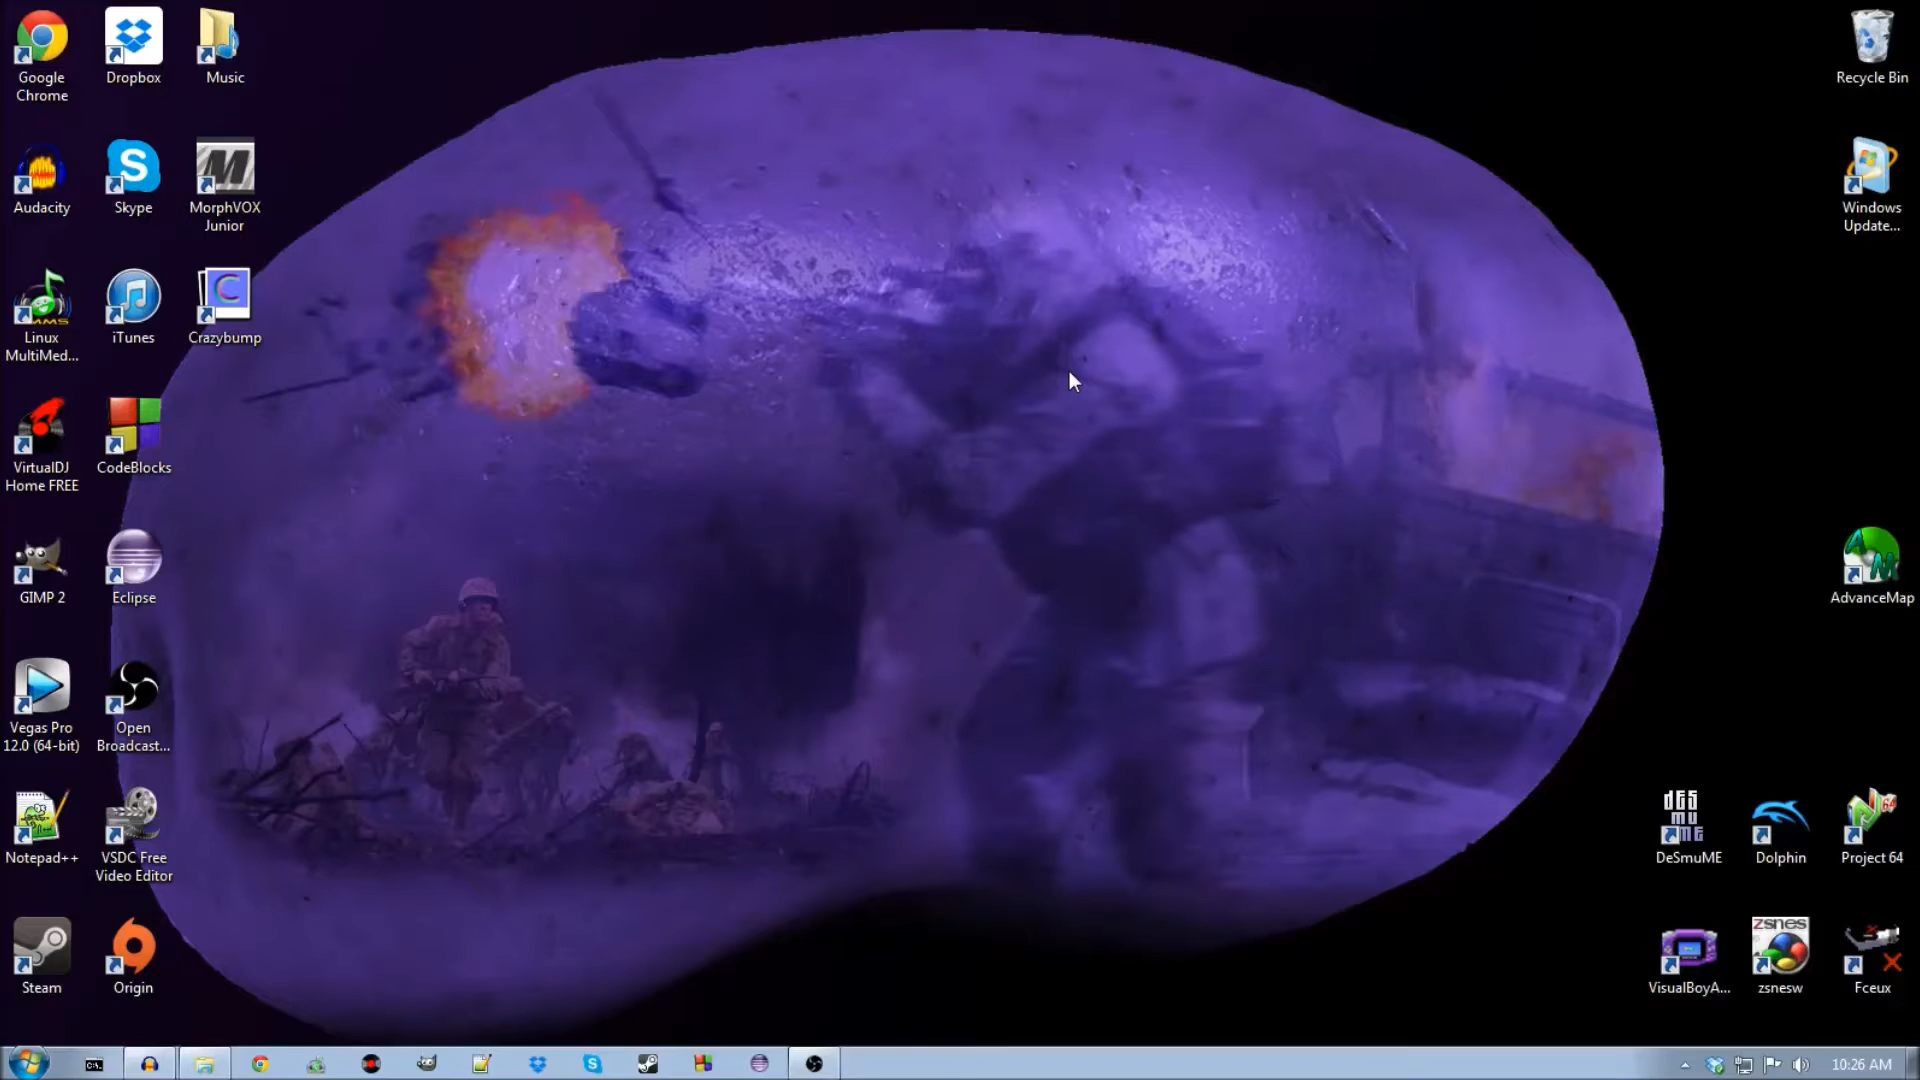 Google
Chrome
Dropbox
Music
Recycle Bin
Audacity
Skype
MorphVOX
Junior
Windows
Update...
Linux
MultiMed...
iTunes
Crazybump
VirtualDJ
Home FREE
CodeBlocks
GIMP 2
Eclipse
AdvanceMap
Vegas Pro
12.0 (64-bit)
Open
Broadcast...
Notepad++
VSDC Free
Video Editor
DeSmuME
Dolphin
Project 64
Steam
Origin
VisualBoyA...
zsnes
zsnesw
Fceux
10:26 AM